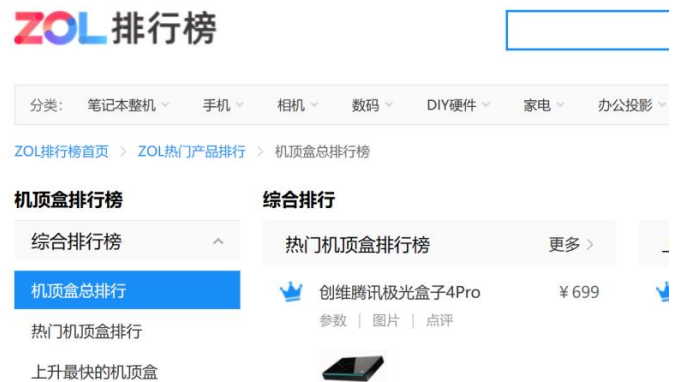 ZOL排行榜
分类: 笔记本整机 手机 相机 数码 DIY硬件 家电 办公投影
ZOL排行榜首页 > ZOL热门产品排行 > 机顶盒总排行榜
机顶盒排行榜 综合排行
综合排行榜 热门机顶盒排行榜 更多 >
机顶盒总排行 创维腾讯极光盒子4Pro ¥699
热门机顶盒排行 参数 | 图片 | 点评
上升最快的机顶盒